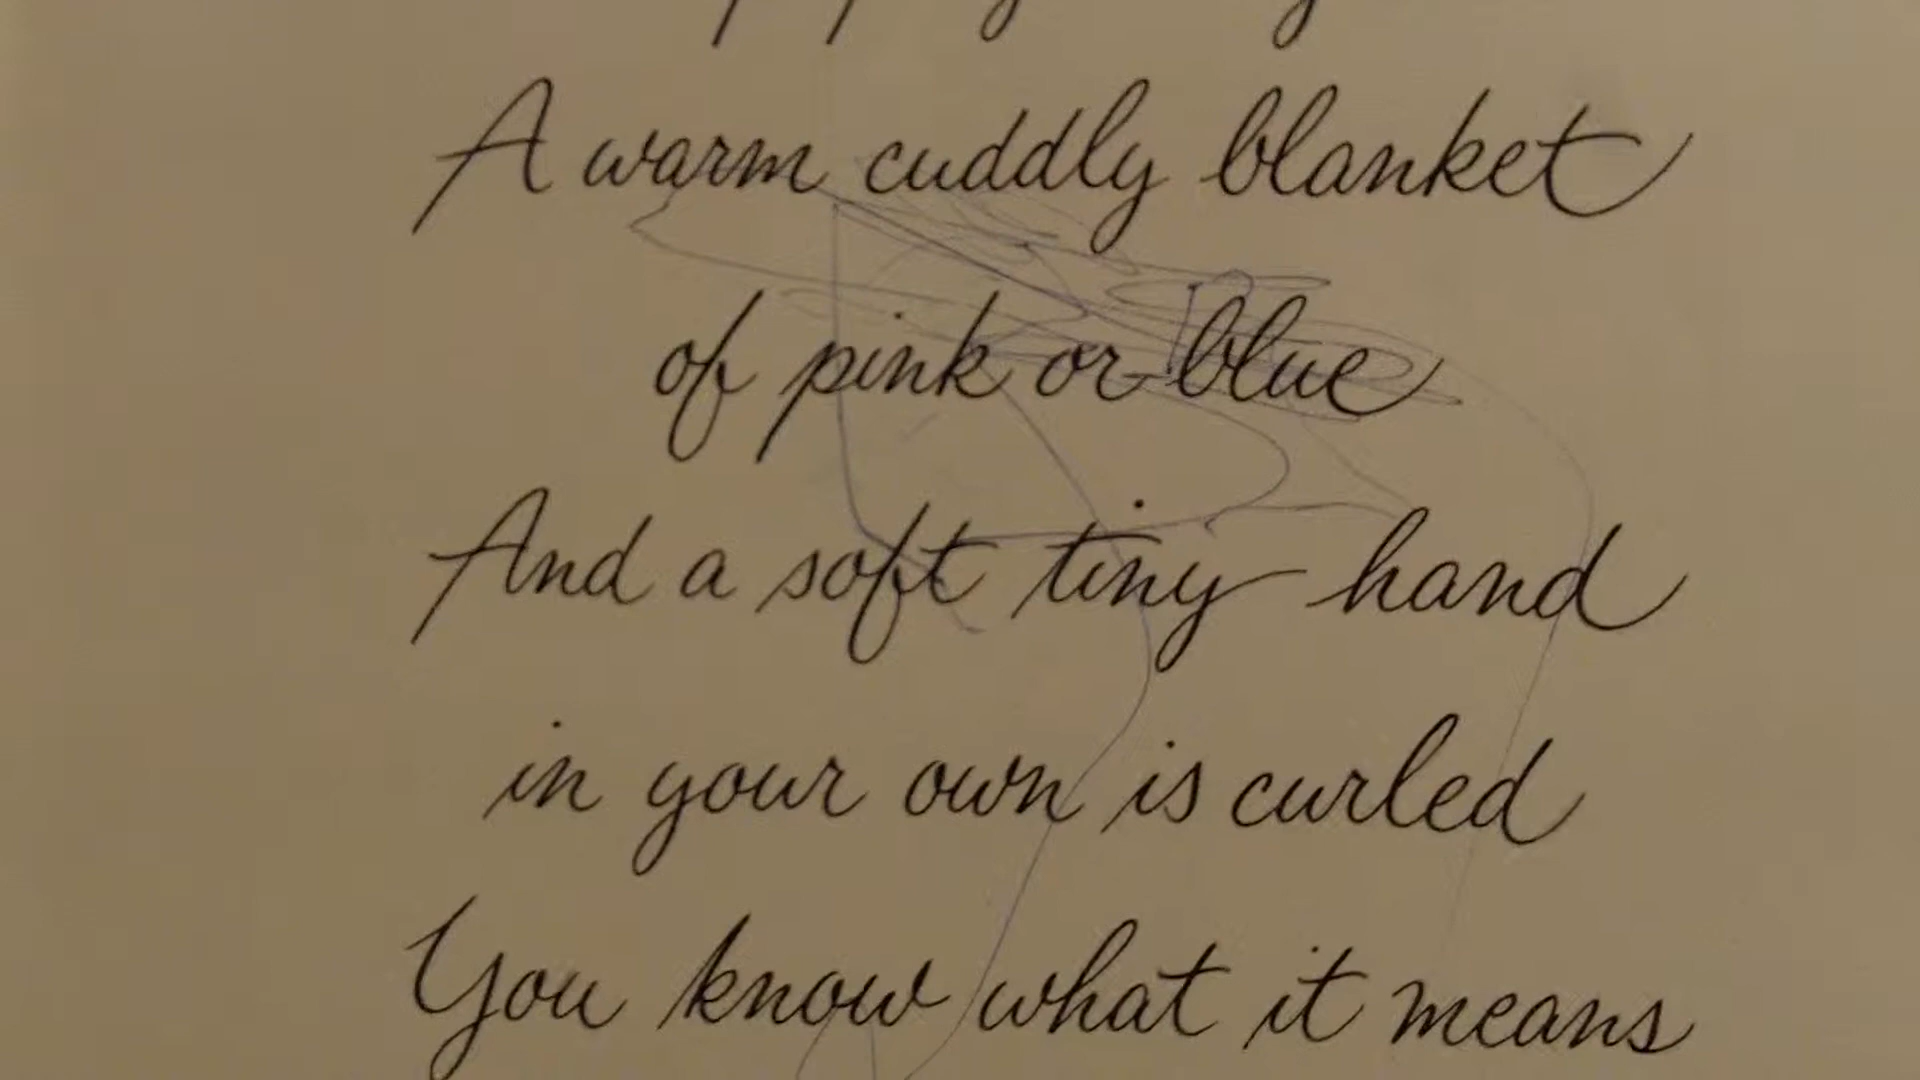 A warm cuddly blanket
of pink or blue
And a soft tiny hand
in your own is curled
You know what it means